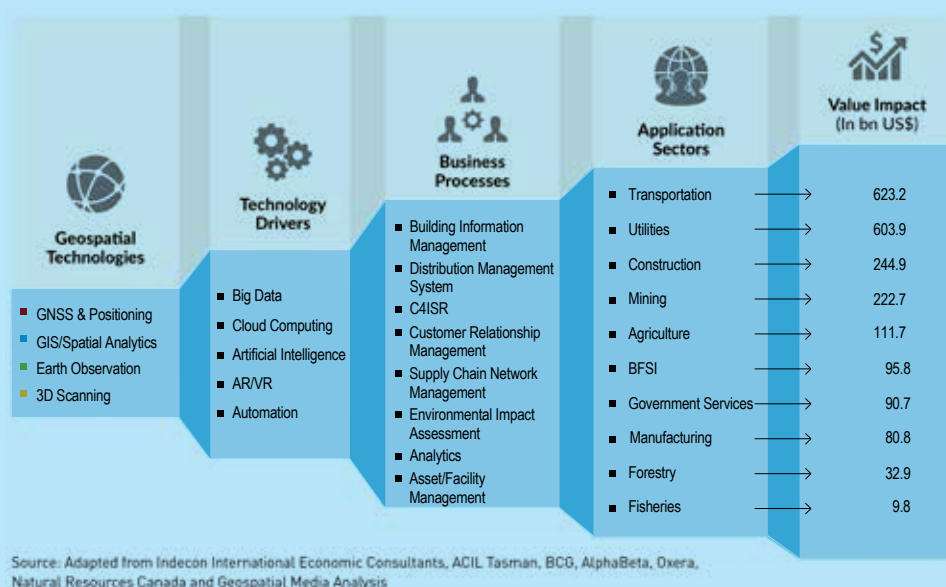 Geospatial
Technologies
GNSS & Positioning
GIS/Spatial Analytics
Earth Observation
3D Scanning
Technology
Drivers
Big Data
Cloud Computing
Artificial Intelligence
AR/VR
Automation
Business
Processes
Building Information
Management
Distribution Management
System
C4ISR
Customer Relationship
Management
Supply Chain Network
Management
Environmental Impact
Assessment
Analytics
Asset/Facility
Management
Application
Sectors
Value Impact
(In bn US$)
Transportation 623.2
Utilities 603.9
Construction 244.9
Mining 222.7
Agriculture 111.7
BFSI 95.8
Government Services 90.7
Manufacturing 80.8
Forestry 32.9
Fisheries 9.8
Source: Adapted from Indecon International Economic Consultants, ACIL Tasman, BCG, AlphaBeta, Oxera,
Natural Resources Canada and Geospatial Media Analysis